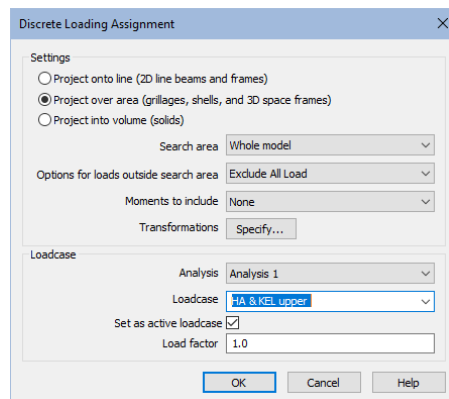 Discrete Loading Assignment
Settings
Project onto line (2D line beams and frames)
Project over area (grillages, shells, and 3D space frames)
Project into volume (solids)
Search area Whole model
Options for loads outside search area Exclude All Load
Moments to include None
Transformations Specify...
Loadcase
Analysis Analysis 1
Loadcase HA & KEL upper
Set as active loadcase
Load factor 1.0
OK Cancel Help